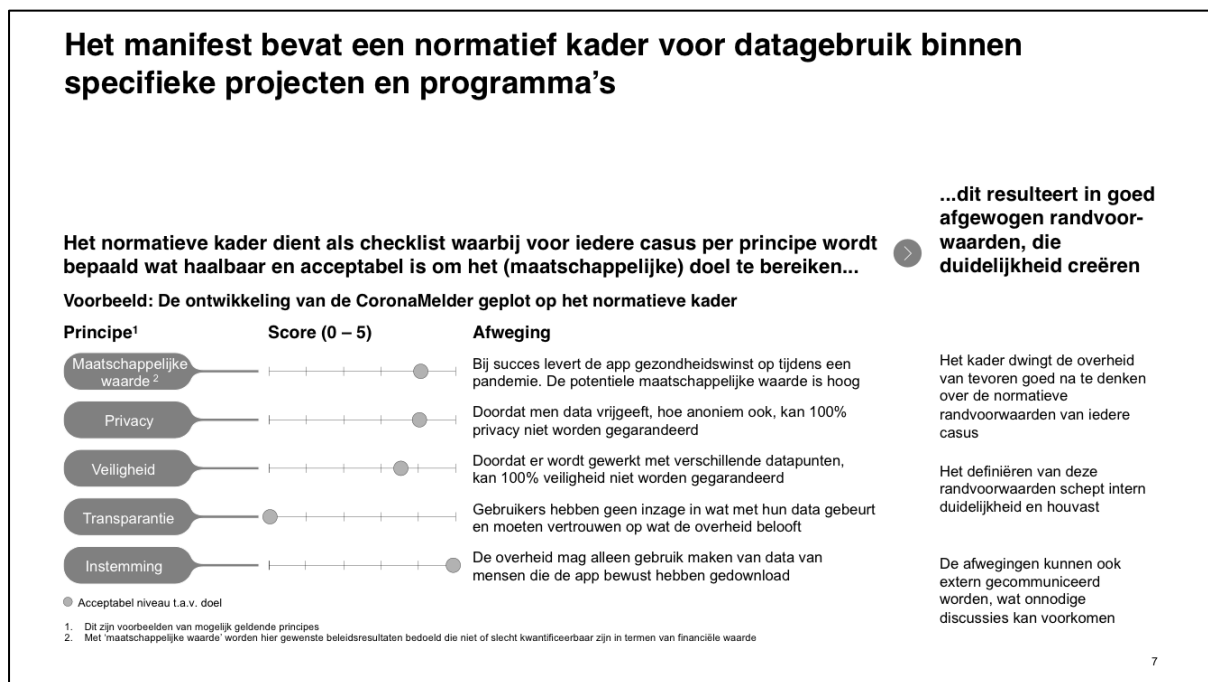 Het manifest bevat een normatief kader voor datagebruik binnen
specifieke projecten en programma's
Het normatieve kader dient als checklist waarbij voor iedere casus per principe wordt
bepaald wat haalbaar en acceptabel is om het (maatschappelijke) doel te bereiken...
...dit resulteert in goed
afgewogen randvoor-
waarden, die
duidelijkheid creëren
Voorbeeld: De ontwikkeling van de CoronaMelder geplot op het normatieve kader
Principe¹
Score (0 – 5)
Afweging
Maatschappelijke
waarde ²
Bij succes levert de app gezondheidswinst op tijdens een
pandemie. De potentiele maatschappelijke waarde is hoog
Privacy
Doordat men data vrijgeeft, hoe anoniem ook, kan 100%
privacy niet worden gegarandeerd
Veiligheid
Doordat er wordt gewerkt met verschillende datapunten,
kan 100% veiligheid niet worden gegarandeerd
Transparantie
Gebruikers hebben geen inzage in wat met hun data gebeurt
en moeten vertrouwen op wat de overheid belooft
Instemming
De overheid mag alleen gebruik maken van data van
mensen die de app bewust hebben gedownload
Het kader dwingt de overheid
van tevoren goed na te denken
over de normatieve
randvoorwaarden van iedere
casus
Het definiëren van deze
randvoorwaarden schept intern
duidelijkheid en houvast
De afwegingen kunnen ook
extern gecommuniceerd
worden, wat onnodige
discussies kan voorkomen
Acceptabel niveau t.a.v. doel
1. Dit zijn voorbeelden van mogelijk geldende principes
2. Met 'maatschappelijke waarde' worden hier gewenste beleidsresultaten bedoeld die niet of slecht kwantificeerbaar zijn in termen van financiële waarde
7